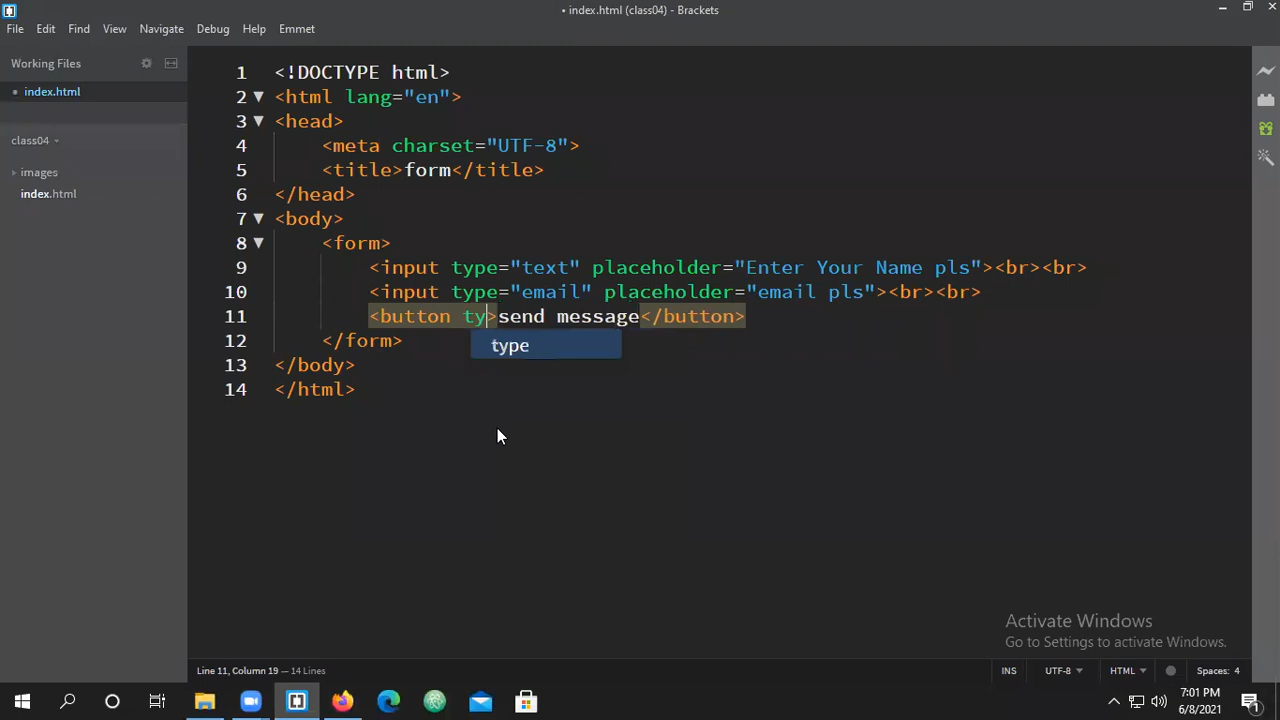 • index.html (class04) - Brackets
File Edit Find View Navigate Debug Help Emmet
Working Files
• index.html
class04
images
index.html
1 <!DOCTYPE html>
2 <html lang="en">
3 <head>
4 <meta charset="UTF-8">
5 <title>form</title>
6 </head>
7 <body>
8 <form>
9 <input type="text" placeholder="Enter Your Name pls"><br><br>
10 <input type="email" placeholder="email pls"><br><br>
11 <button ty>send message</button>
type
12 </form>
13 </body>
14 </html>
Activate Windows
Go to Settings to activate Windows.
Line 11, Column 19 — 14 Lines INS UTF-8 HTML Spaces: 4
7:01 PM
6/8/2021
1